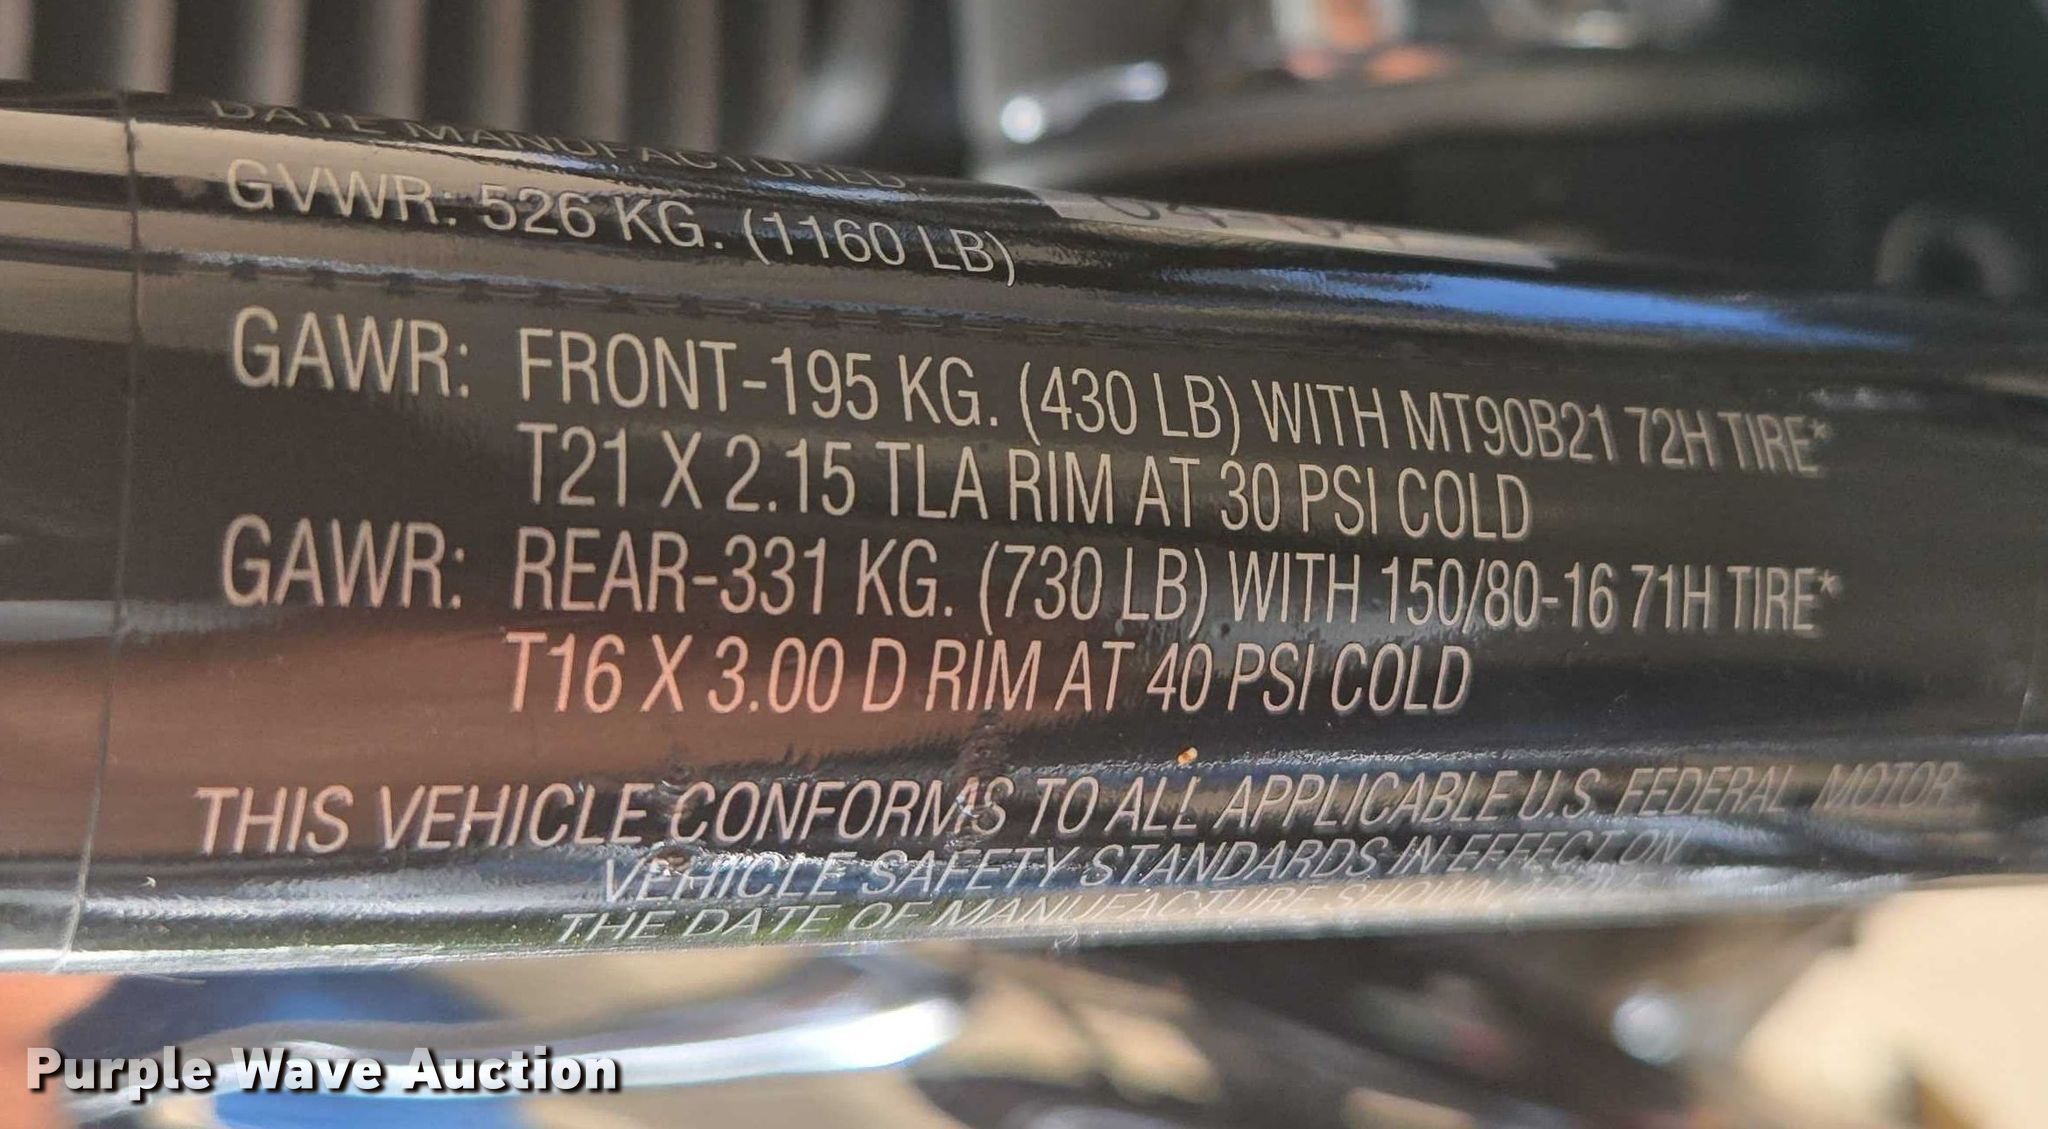 DATE MANUFACTURED:
GVWR: 526 KG. (1160 LB)
GAWR: FRONT-195 KG. (430 LB) WITH MT90B21 72H TIRE*
T21 X 2.15 TLA RIM AT 30 PSI COLD
GAWR: REAR-331 KG. (730 LB) WITH 150/80-16 71H TIRE*
T16 X 3.00 D RIM AT 40 PSI COLD
THIS VEHICLE CONFORMS TO ALL APPLICABLE U.S. FEDERAL MOTOR
VEHICLE SAFETY STANDARDS IN EFFECT ON
THE DATE OF MANUFACTURE SHOWN ABOVE
Purple Wave Auction